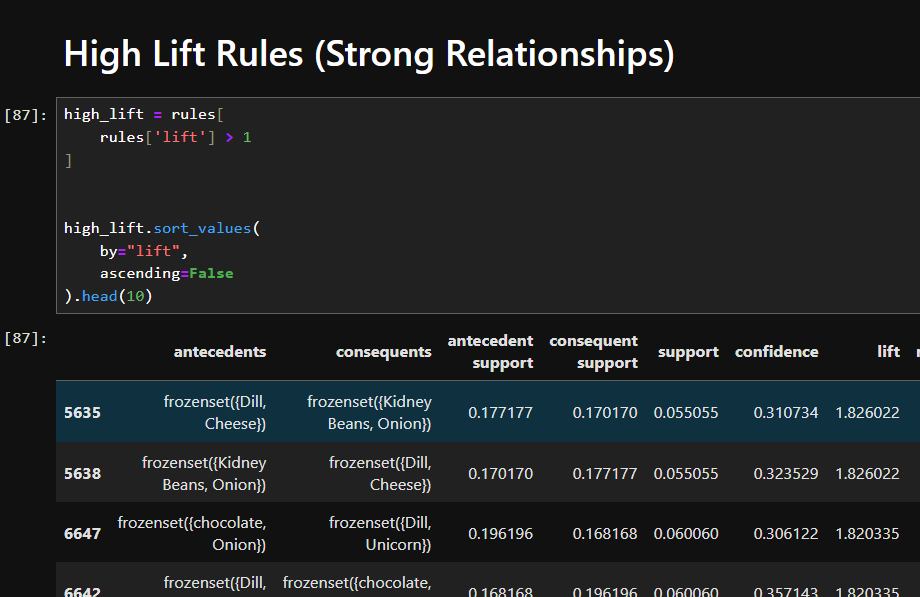 High Lift Rules (Strong Relationships)
[87]:
high_lift = rules[
    rules['lift'] > 1
]
high_lift.sort_values(
    by="lift",
    ascending=False
).head(10)
[87]:
antecedents consequents antecedent support consequent support support confidence lift
5635 frozenset({Dill, Cheese}) frozenset({Kidney Beans, Onion}) 0.177177 0.170170 0.055055 0.310734 1.826022
5638 frozenset({Kidney Beans, Onion}) frozenset({Dill, Cheese}) 0.170170 0.177177 0.055055 0.323529 1.826022
6647 frozenset({chocolate, Onion}) frozenset({Dill, Unicorn}) 0.196196 0.168168 0.060060 0.306122 1.820335
6642 frozenset({Dill, frozenset({chocolate, 0.168168 0.196196 0.060060 0.357143 1.820335